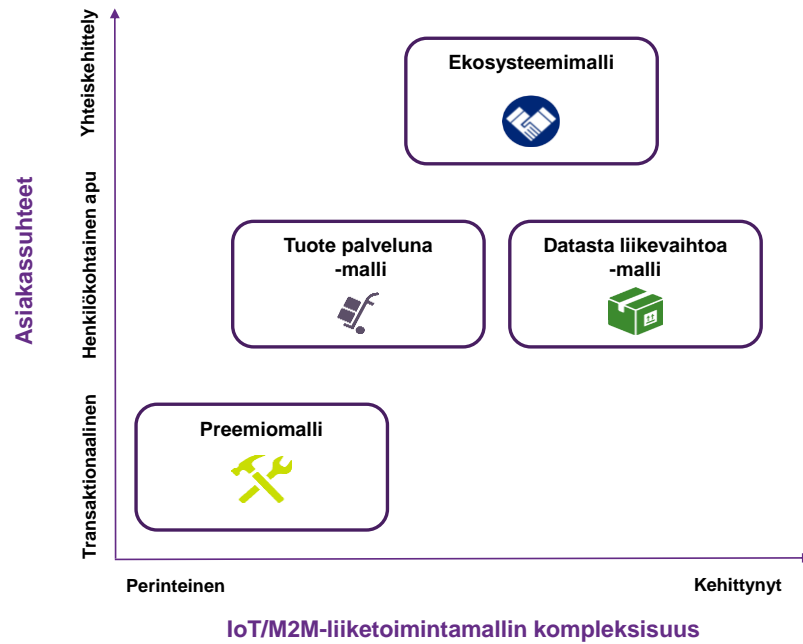 Asiakassuhteet
Yhteiskehittely
Henkilökohtainen apu
Transaktionaalinen
Ekosysteemimalli
Tuote palveluna
-malli
Datasta liikevaihtoa
-malli
Preemiomalli
Perinteinen
Kehittynyt
IoT/M2M-liiketoimintamallin kompleksisuus